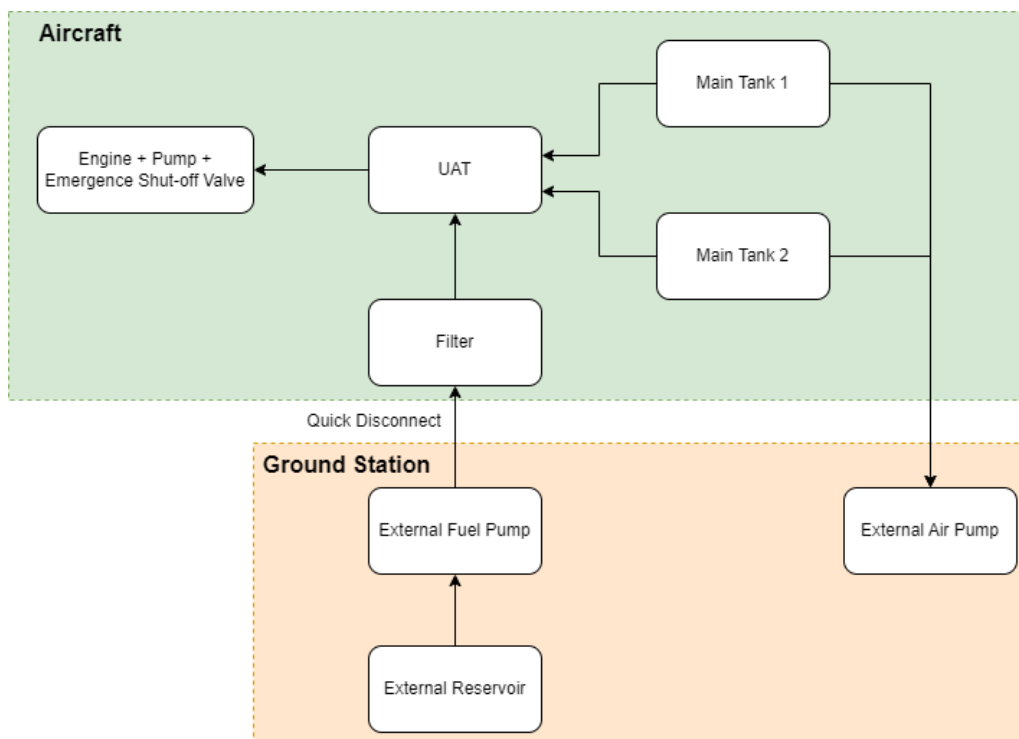 Aircraft
Main Tank 1
Engine + Pump +
Emergence Shut-off Valve
UAT
Main Tank 2
Filter
Quick Disconnect
Ground Station
External Fuel Pump
External Air Pump
External Reservoir